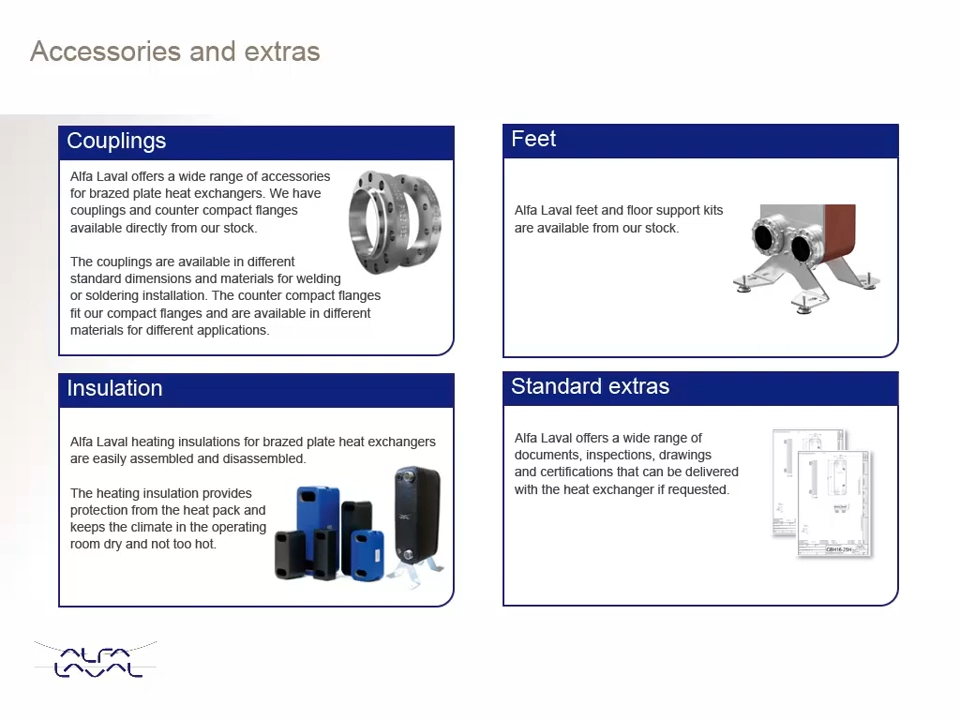 Accessories and extras
Couplings
Alfa Laval offers a wide range of accessories
for brazed plate heat exchangers. We have
couplings and counter compact flanges
available directly from our stock.
The couplings are available in different
standard dimensions and materials for welding
or soldering installation. The counter compact flanges
fit our compact flanges and are available in different
materials for different applications.
Feet
Alfa Laval feet and floor support kits
are available from our stock.
Insulation
Alfa Laval heating insulations for brazed plate heat exchangers
are easily assembled and disassembled.
The heating insulation provides
protection from the heat pack and
keeps the climate in the operating
room dry and not too hot.
Standard extras
Alfa Laval offers a wide range of
documents, inspections, drawings
and certifications that can be delivered
with the heat exchanger if requested.
ALFA
LAVAL